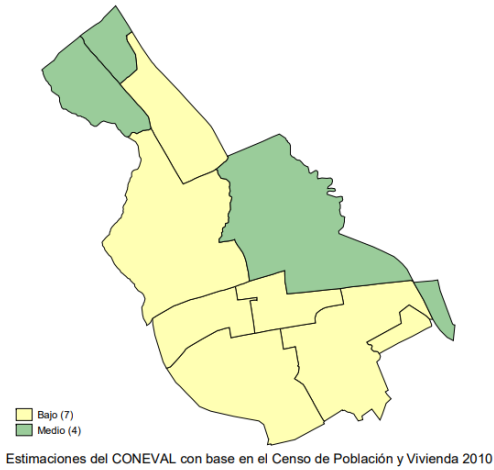 Bajo (7)
Medio (4)
Estimaciones del CONEVAL con base en el Censo de Población y Vivienda 2010